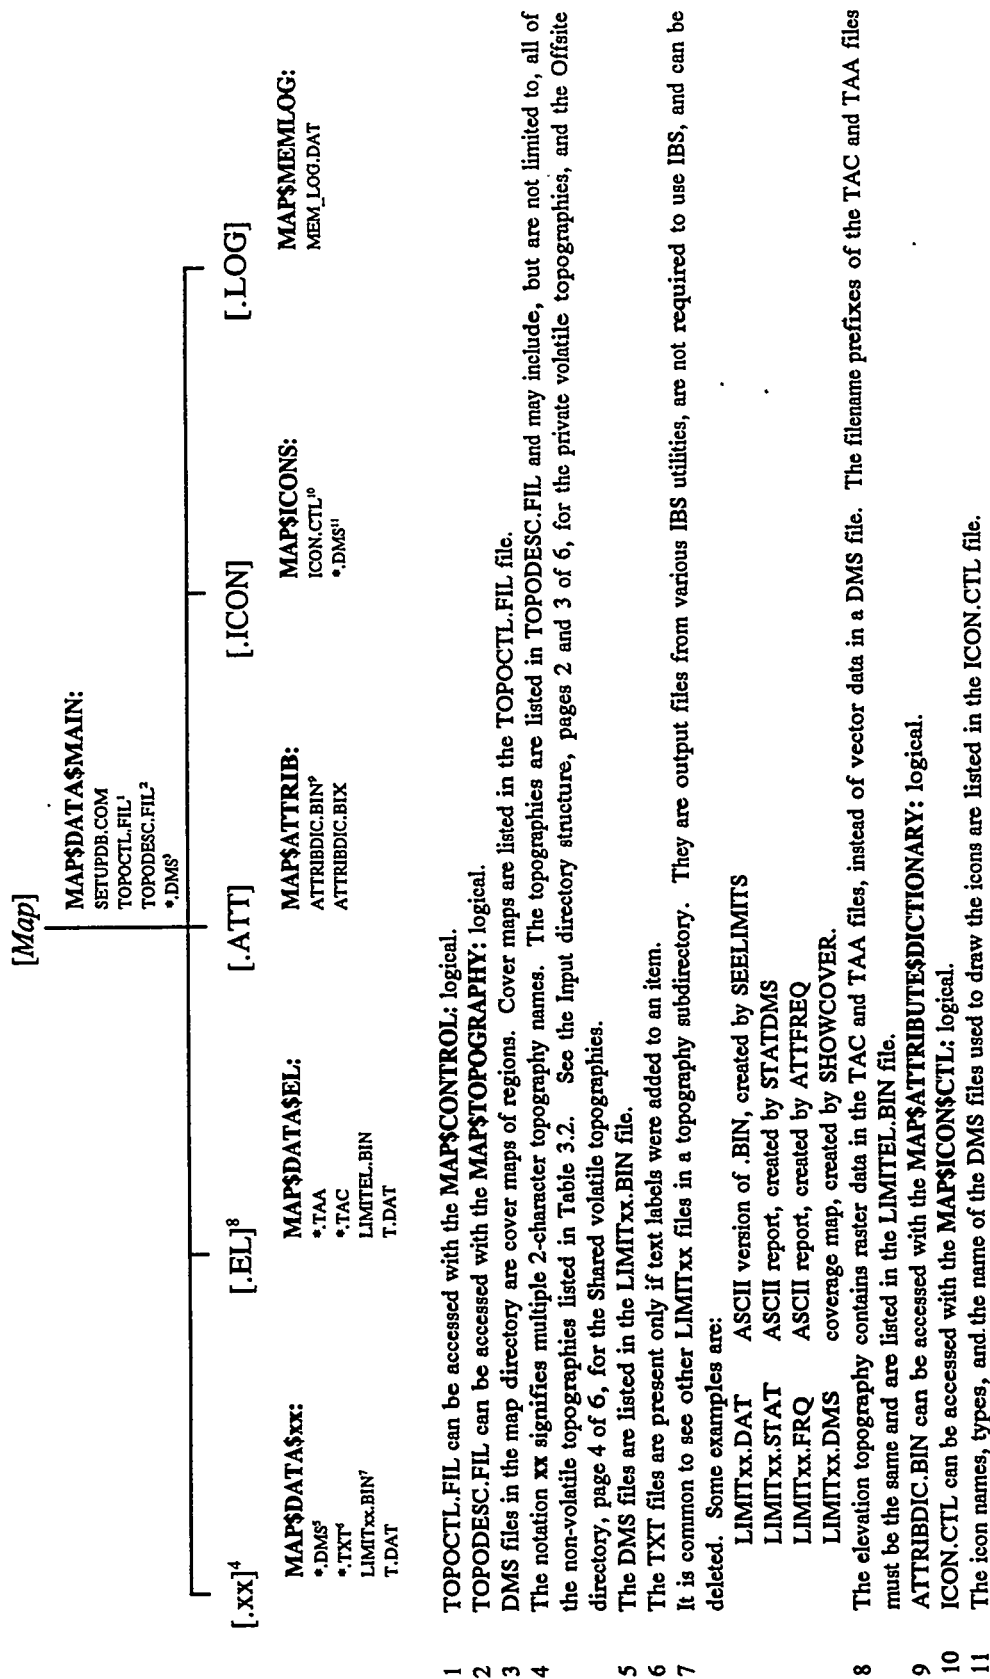 [Map]
MAP$DATA$MAIN:
SETUPDB.COM
TOPOCTL.FIL¹
TOPODESC.FIL²
*.DMS³
[.xx]⁴
MAP$DATA$xx:
*.DMS⁵
*.TXT⁶
LIMITxx.BIN⁷
T.DAT
[.EL]⁸
MAP$DATA$EL:
*.TAA
*.TAC
LIMITEL.BIN
T.DAT
[.ATT]
MAP$ATTRIB:
ATTRIBDIC.BIN⁹
ATTRIBDIC.BIX
[.ICON]
MAP$ICONS:
ICON.CTL¹⁰
*.DMS¹¹
[.LOG]
MAP$MEMLOG:
MEM_LOG.DAT
1 TOPOCTL.FIL can be accessed with the MAP$CONTROL: logical.
2 TOPODESC.FIL can be accessed with the MAP$TOPOGRAPHY: logical.
3 DMS files in the map directory are cover maps of regions. Cover maps are listed in the TOPOCTL.FIL file.
4 The notation xx signifies multiple 2-character topography names. The topographies are listed in TOPODESC.FIL and may include, but are not limited to, all of
the non-volatile topographies listed in Table 3.2. See the Input directory structure, pages 2 and 3 of 6, for the private volatile topographies, and the Offsite
directory, page 4 of 6, for the Shared volatile topographies.
5 The DMS files are listed in the LIMITxx.BIN file.
6 The TXT files are present only if text labels were added to an item.
7 It is common to see other LIMITxx files in a topography subdirectory. They are output files from various IBS utilities, are not required to use IBS, and can be
deleted. Some examples are:
LIMITxx.DAT ASCII version of .BIN, created by SEELIMITS
LIMITxx.STAT ASCII report, created by STATDMS
LIMITxx.FRQ ASCII report, created by ATTFREQ
LIMITxx.DMS coverage map, created by SHOWCOVER.
8 The elevation topography contains raster data in the TAC and TAA files, instead of vector data in a DMS file. The filename prefixes of the TAC and TAA files
must be the same and are listed in the LIMITEL.BIN file.
9 ATTRIBDIC.BIN can be accessed with the MAP$ATTRIBUTE$DICTIONARY: logical.
10 ICON.CTL can be accessed with the MAP$ICON$CTL: logical.
11 The icon names, types, and the name of the DMS files used to draw the icons are listed in the ICON.CTL file.